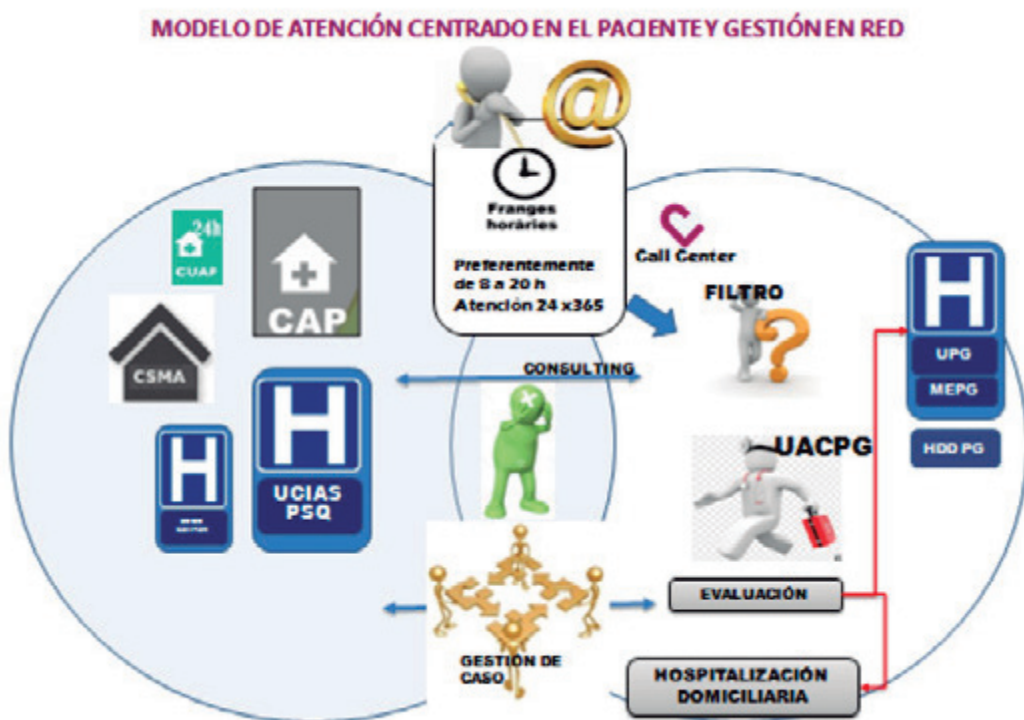 MODELO DE ATENCIÓN CENTRADO EN EL PACIENTE Y GESTIÓN EN RED
@
Franges
horàries
Preferentemente
de 8 a 20 h
Atención 24 x365
24h
CUAP
CAP
CSMA
H
H
UCIAS
PSQ
Call Center
FILTRO
?
CONSULTING
UACPG
H
UPG
MEPG
HDD PG
GESTIÓN DE
CASO
EVALUACIÓN
HOSPITALIZACIÓN
DOMICILIARIA